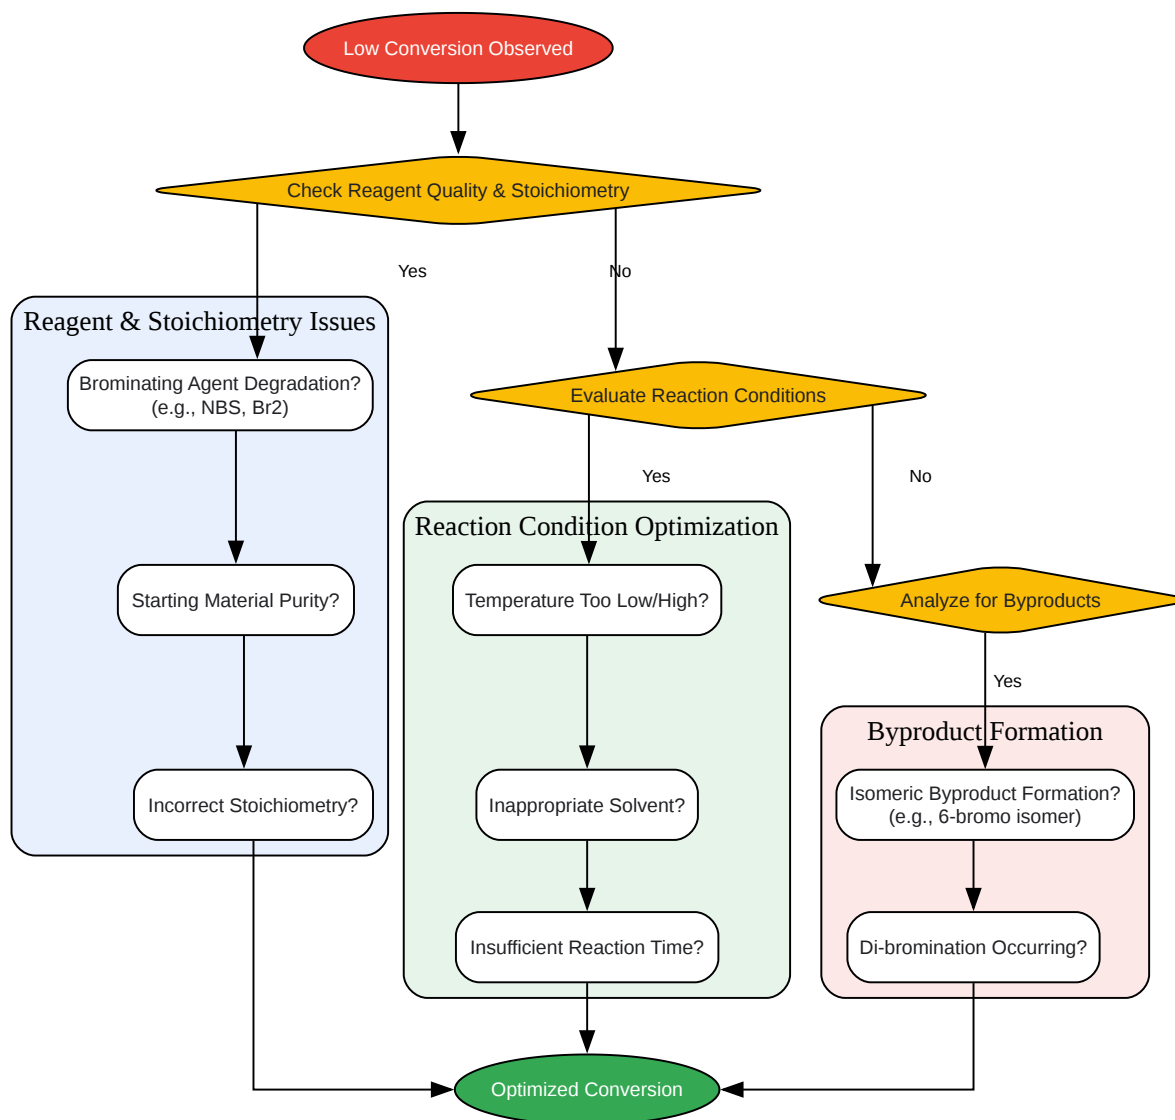 Low Conversion Observed
Check Reagent Quality & Stoichiometry
Yes
No
Reagent & Stoichiometry Issues
Brominating Agent Degradation?
(e.g., NBS, Br2)
Starting Material Purity?
Incorrect Stoichiometry?
Evaluate Reaction Conditions
Yes
No
Reaction Condition Optimization
Temperature Too Low/High?
Inappropriate Solvent?
Insufficient Reaction Time?
Analyze for Byproducts
Yes
Byproduct Formation
Isomeric Byproduct Formation?
(e.g., 6-bromo isomer)
Di-bromination Occurring?
Optimized Conversion